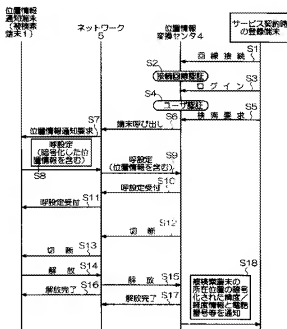 位置情報
通知端末
(被検索
端末1)
ネットワーク
5
位置情報
変換センタ4
サービス契約時
の登録端末
S1
回線接続
S2
接続回線認証
S3
ログイン
S4
ユーザ認証
S5
検索要求
S6
端末呼び出し
S7
位置情報通知要求
呼設定
(暗号化した位
置情報を含む)
S8
呼設定
(位置情報を含む)
S9
S10
呼設定受付
S11
呼設定受付
S12
切断
S13
切断
S14
解放
S15
解放
S16
解放完了
S17
解放完了
S18
被検索端末の
所在位置の暗号
化された緯度/
経度情報と電話
番号等を通知